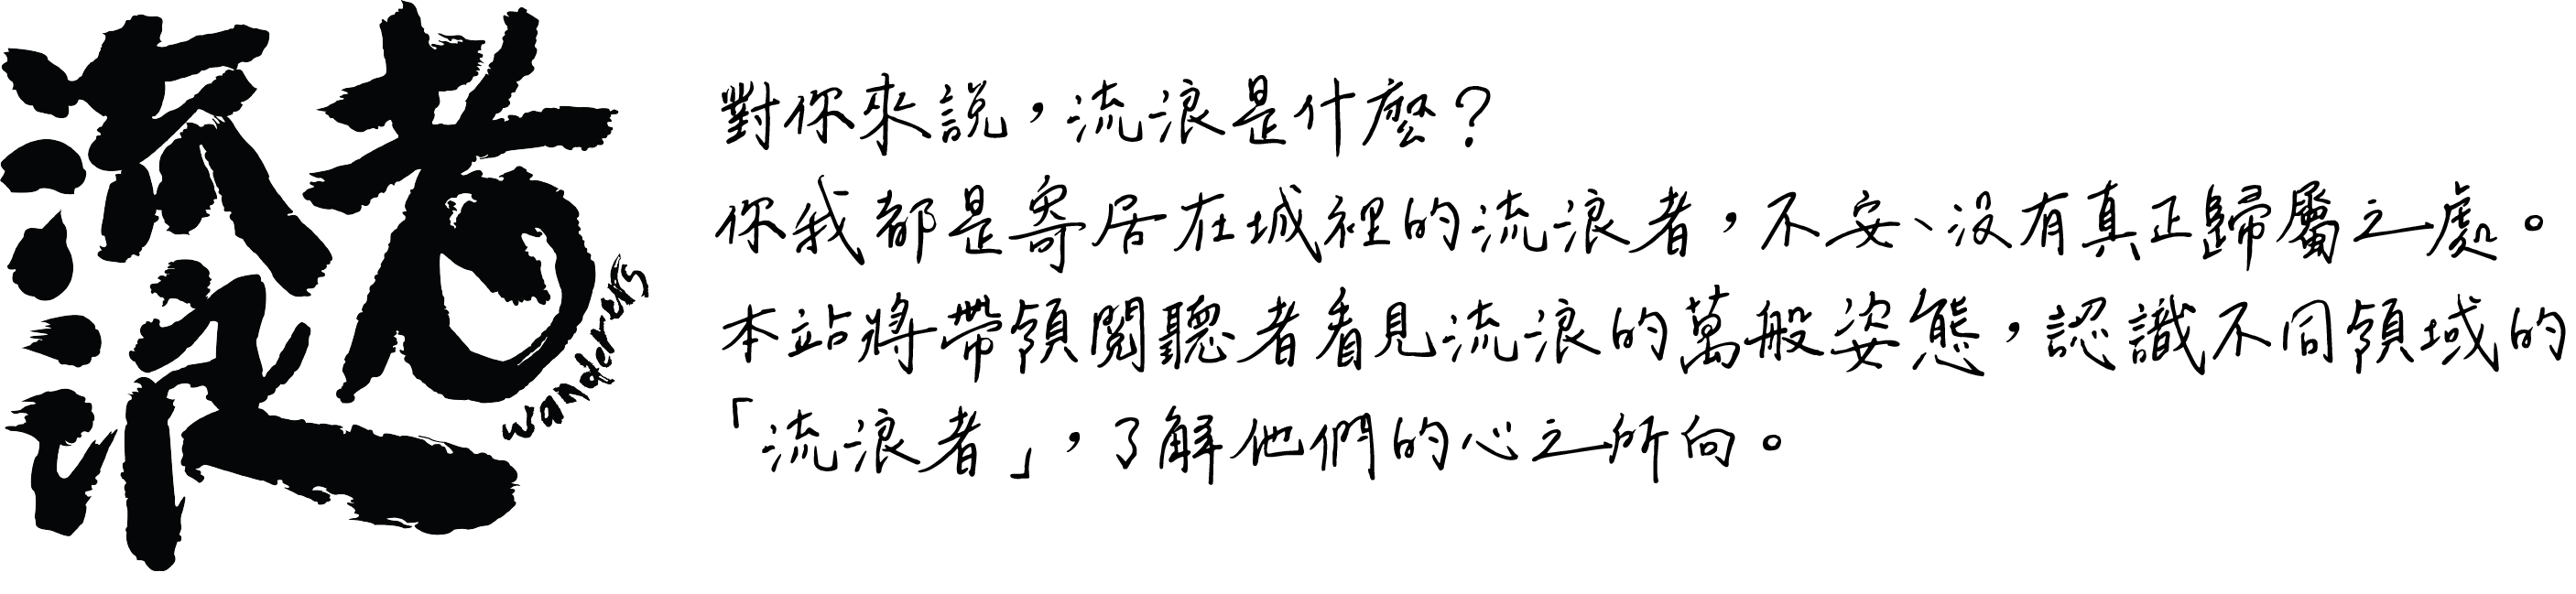 流浪者
wanderers
對你來說，流浪是什麼？
你我都是寄居在城裡的流浪者，不安、沒有真正歸屬之處。
本站將帶領閱聽者看見流浪的萬般姿態，認識不同領域的
「流浪者」，了解他們的心之所向。